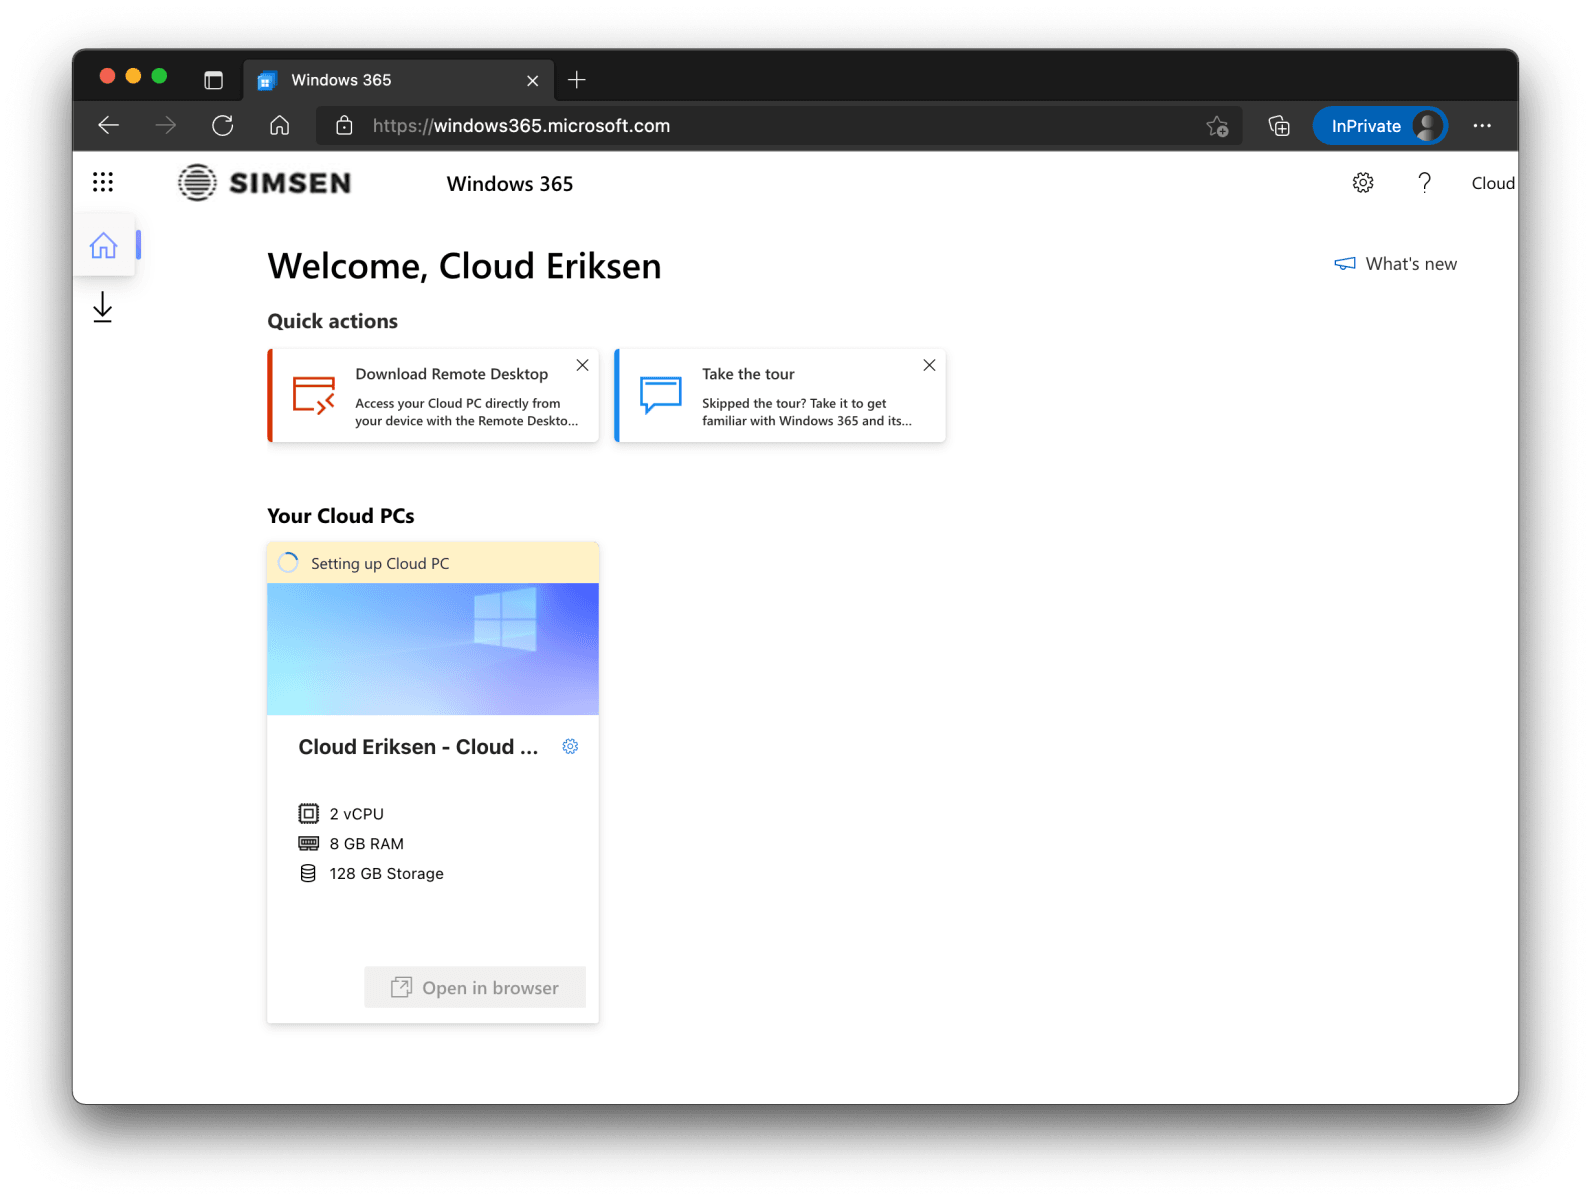 Windows 365
https://windows365.microsoft.com
InPrivate
SIMSEN
Windows 365
?
Cloud
Welcome, Cloud Eriksen
What's new
Quick actions
Download Remote Desktop
Access your Cloud PC directly from
your device with the Remote Deskto...
Take the tour
Skipped the tour? Take it to get
familiar with Windows 365 and its...
Your Cloud PCs
Setting up Cloud PC
Cloud Eriksen - Cloud ...
2 vCPU
8 GB RAM
128 GB Storage
Open in browser